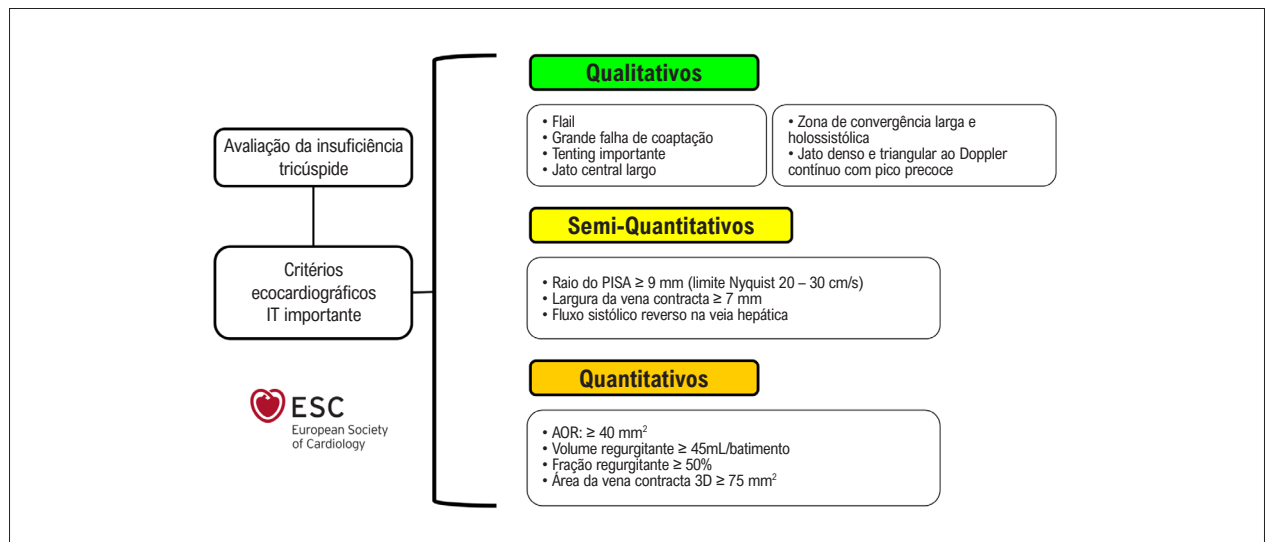 Avaliação da insuficiência
tricúspide
Critérios
ecocardiográficos
IT importante
ESC
European Society
of Cardiology
Qualitativos
• Flail
• Grande falha de coaptação
• Tenting importante
• Jato central largo
• Zona de convergência larga e
holossistólica
• Jato denso e triangular ao Doppler
contínuo com pico precoce
Semi-Quantitativos
• Raio do PISA ≥ 9 mm (limite Nyquist 20 – 30 cm/s)
• Largura da vena contracta ≥ 7 mm
• Fluxo sistólico reverso na veia hepática
Quantitativos
• AOR: ≥ 40 mm²
• Volume regurgitante ≥ 45mL/batimento
• Fração regurgitante ≥ 50%
• Área da vena contracta 3D ≥ 75 mm²